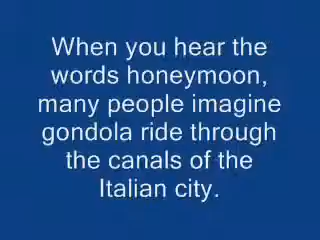 When you hear the
words honeymoon,
many people imagine
gondola ride through
the canals of the
Italian city.